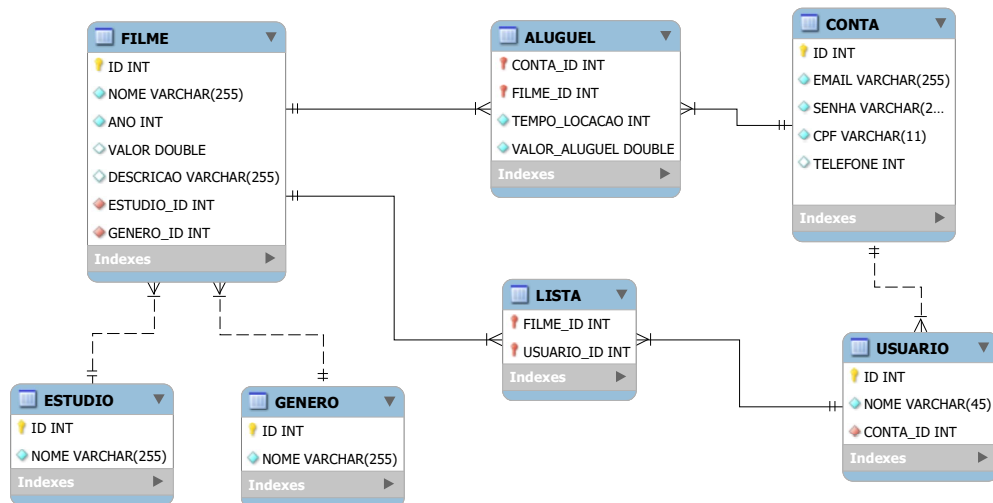 FILME
ID INT
NOME VARCHAR(255)
ANO INT
VALOR DOUBLE
DESCRICAO VARCHAR(255)
ESTUDIO_ID INT
GENERO_ID INT
Indexes
ALUGUEL
CONTA_ID INT
FILME_ID INT
TEMPO_LOCACAO INT
VALOR_ALUGUEL DOUBLE
Indexes
CONTA
ID INT
EMAIL VARCHAR(255)
SENHA VARCHAR(2...
CPF VARCHAR(11)
TELEFONE INT
Indexes
LISTA
FILME_ID INT
USUARIO_ID INT
Indexes
USUARIO
ID INT
NOME VARCHAR(45)
CONTA_ID INT
Indexes
ESTUDIO
ID INT
NOME VARCHAR(255)
Indexes
GENERO
ID INT
NOME VARCHAR(255)
Indexes